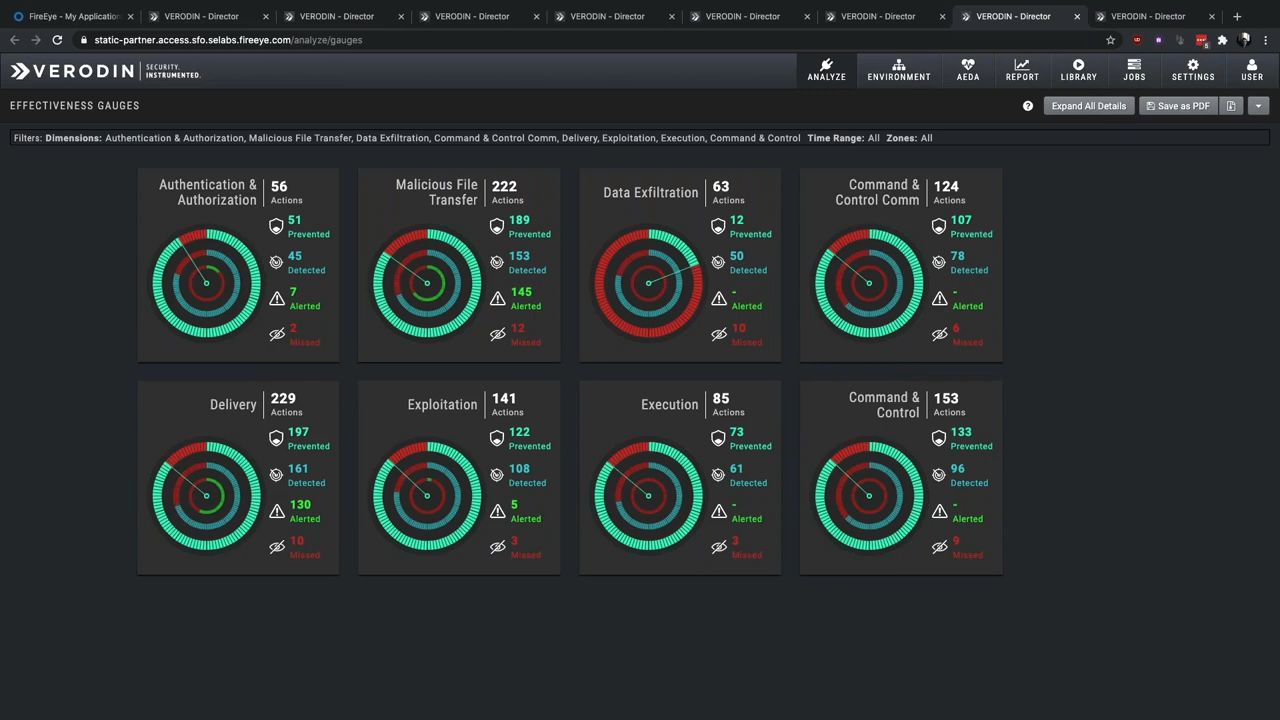 FireEye - My Application
VERODIN - Director
VERODIN - Director
VERODIN - Director
VERODIN - Director
VERODIN - Director
VERODIN - Director
VERODIN - Director
VERODIN - Director
static-partner.access.sfo.selabs.fireeye.com/analyze/gauges
VERODIN
SECURITY.
INSTRUMENTED.
ANALYZE
ENVIRONMENT
AEDA
REPORT
LIBRARY
JOBS
SETTINGS
USER
EFFECTIVENESS GAUGES
?
Expand All Details
Save as PDF
Filters: Dimensions: Authentication & Authorization, Malicious File Transfer, Data Exfiltration, Command & Control Comm, Delivery, Exploitation, Execution, Command & Control Time Range: All Zones: All
Authentication &
Authorization
56
Actions
51
Prevented
45
Detected
7
Alerted
2
Missed
Malicious File
Transfer
222
Actions
189
Prevented
153
Detected
145
Alerted
12
Missed
Data Exfiltration
63
Actions
12
Prevented
50
Detected
-
Alerted
10
Missed
Command &
Control Comm
124
Actions
107
Prevented
78
Detected
-
Alerted
6
Missed
Delivery
229
Actions
197
Prevented
161
Detected
130
Alerted
10
Missed
Exploitation
141
Actions
122
Prevented
108
Detected
5
Alerted
3
Missed
Execution
85
Actions
73
Prevented
61
Detected
-
Alerted
3
Missed
Command &
Control
153
Actions
133
Prevented
96
Detected
-
Alerted
9
Missed